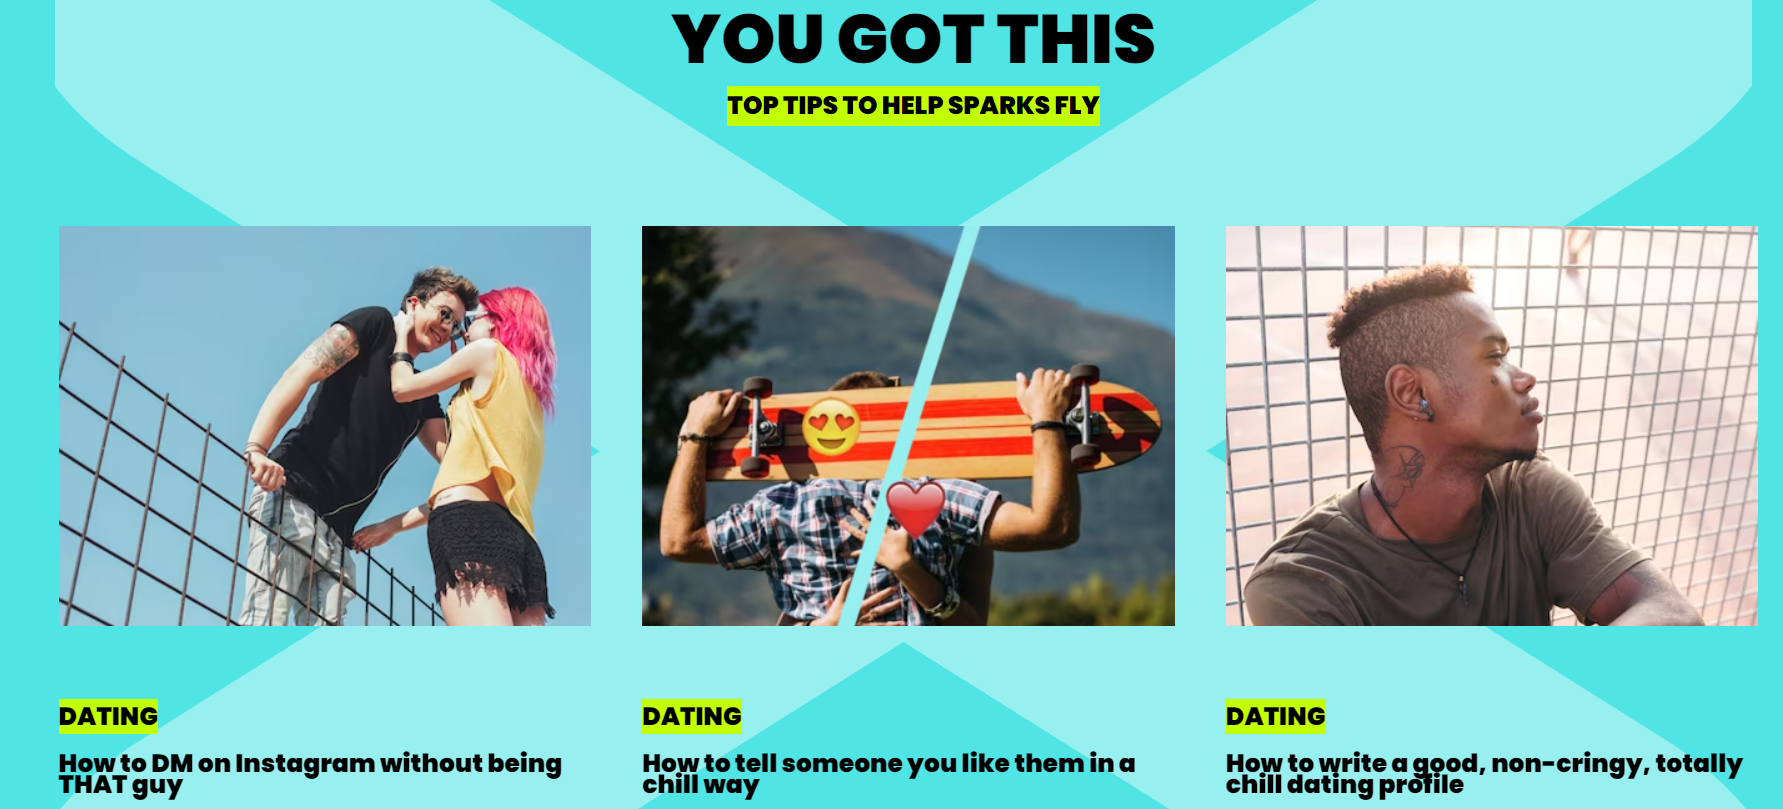 YOU GOT THIS
TOP TIPS TO HELP SPARKS FLY
DATING
How to DM on Instagram without being
THAT guy
DATING
How to tell someone you like them in a
chill way
DATING
How to write a good, non-cringy, totally
chill dating profile